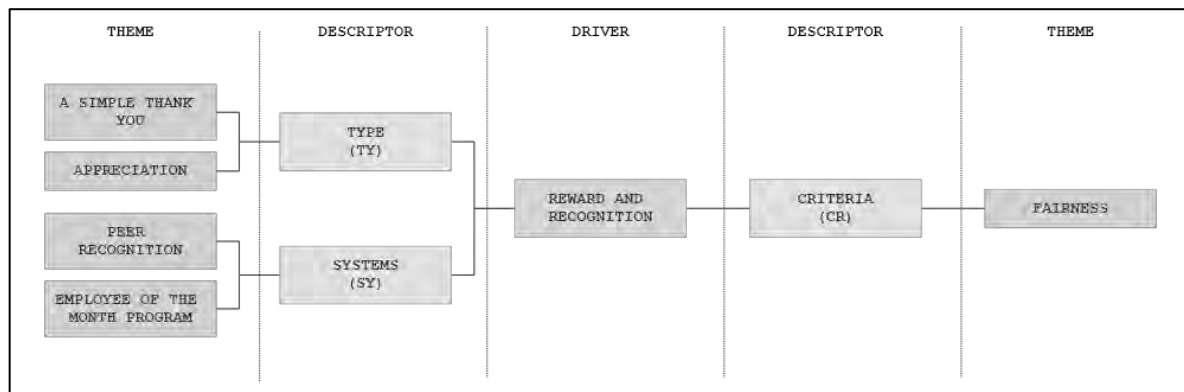 THEME
DESCRIPTOR
DRIVER
DESCRIPTOR
THEME
A SIMPLE THANK
YOU
APPRECIATION
PEER
RECOGNITION
EMPLOYEE OF THE
MONTH PROGRAM
TYPE
(TY)
SYSTEMS
(SY)
REWARD AND
RECOGNITION
CRITERIA
(CR)
FAIRNESS